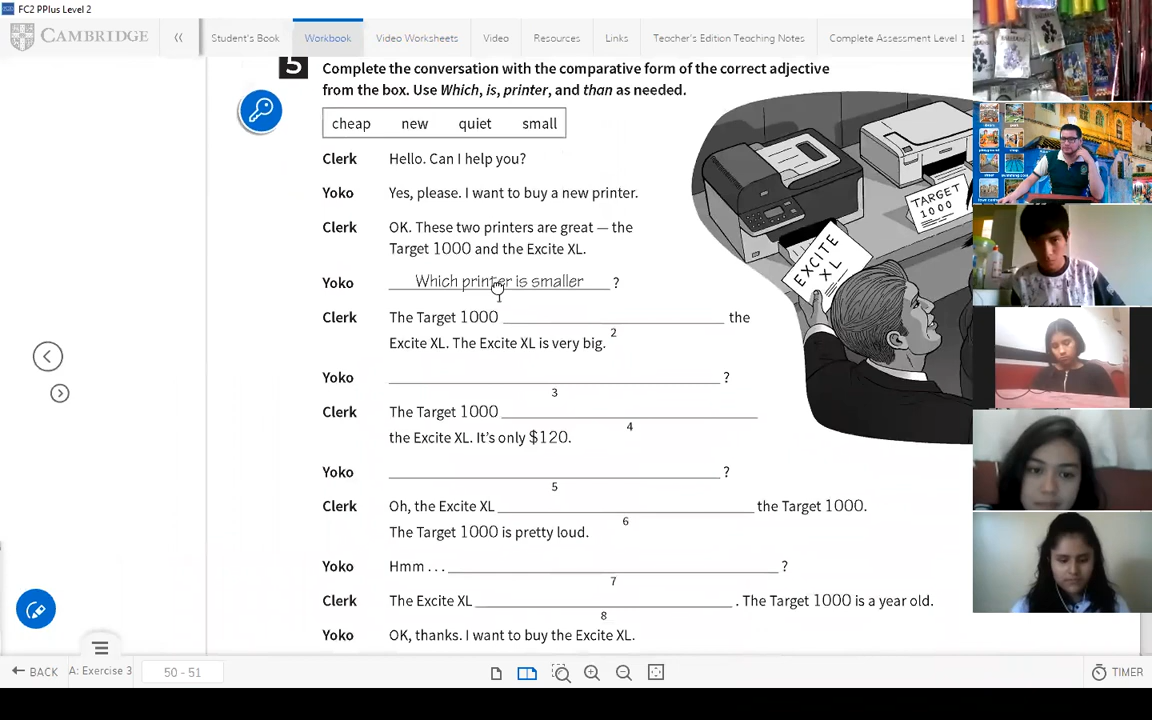 FC2 PPlus Level 2
CAMBRIDGE
Student's Book Workbook Video Worksheets Video Resources Links Teacher's Edition Teaching Notes Complete Assessment Level 1
5 Complete the conversation with the comparative form of the correct adjective
from the box. Use Which, is, printer, and than as needed.
cheap new quiet small
Clerk Hello. Can I help you?
Yoko Yes, please. I want to buy a new printer.
Clerk OK. These two printers are great — the
Target 1000 and the Excite XL.
Yoko Which printer is smaller ?
Clerk The Target 1000 the
2
Excite XL. The Excite XL is very big.
Yoko ?
3
Clerk The Target 1000
4
the Excite XL. It's only $120.
Yoko ?
5
Clerk Oh, the Excite XL the Target 1000.
6
The Target 1000 is pretty loud.
Yoko Hmm . . . ?
7
Clerk The Excite XL . The Target 1000 is a year old.
8
Yoko OK, thanks. I want to buy the Excite XL.
TARGET
1000
EXCITE
XL
BACK A: Exercise 3 50 - 51 TIMER